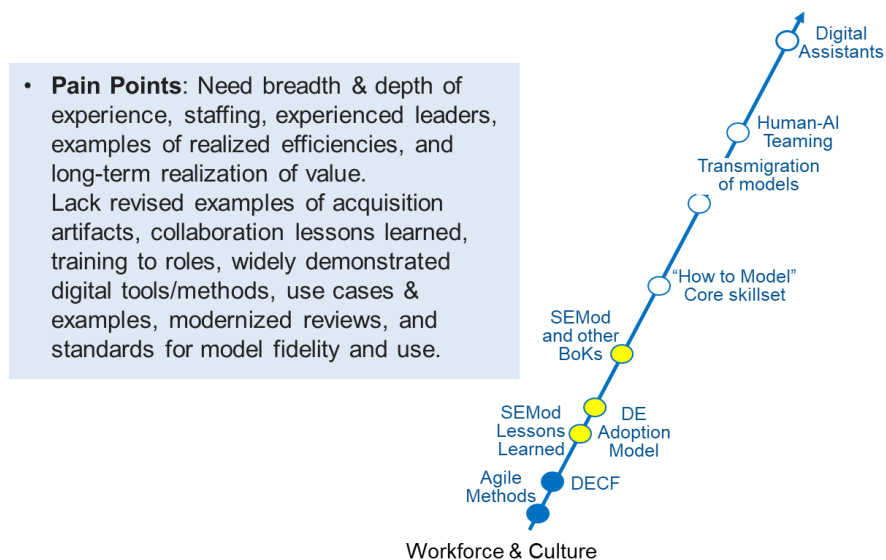 • Pain Points: Need breadth & depth of
experience, staffing, experienced leaders,
examples of realized efficiencies, and
long-term realization of value.
Lack revised examples of acquisition
artifacts, collaboration lessons learned,
training to roles, widely demonstrated
digital tools/methods, use cases &
examples, modernized reviews, and
standards for model fidelity and use.
Digital
Assistants
Human-AI
Teaming
Transmigration
of models
“How to Model”
Core skillset
SEMod
and other
BoKs
SEMod
Lessons
Learned
DE
Adoption
Model
Agile
Methods
DECF
Workforce & Culture